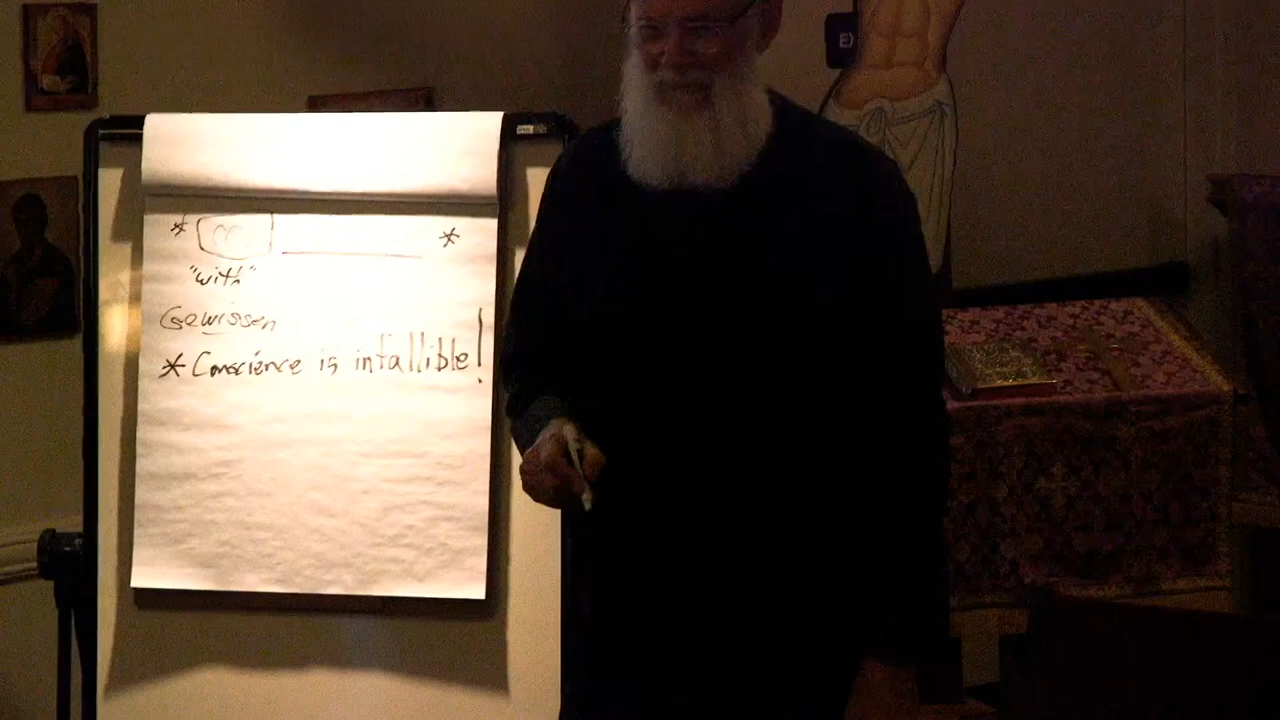 * *
"with"
Gewissen
* Conscience is infallible!